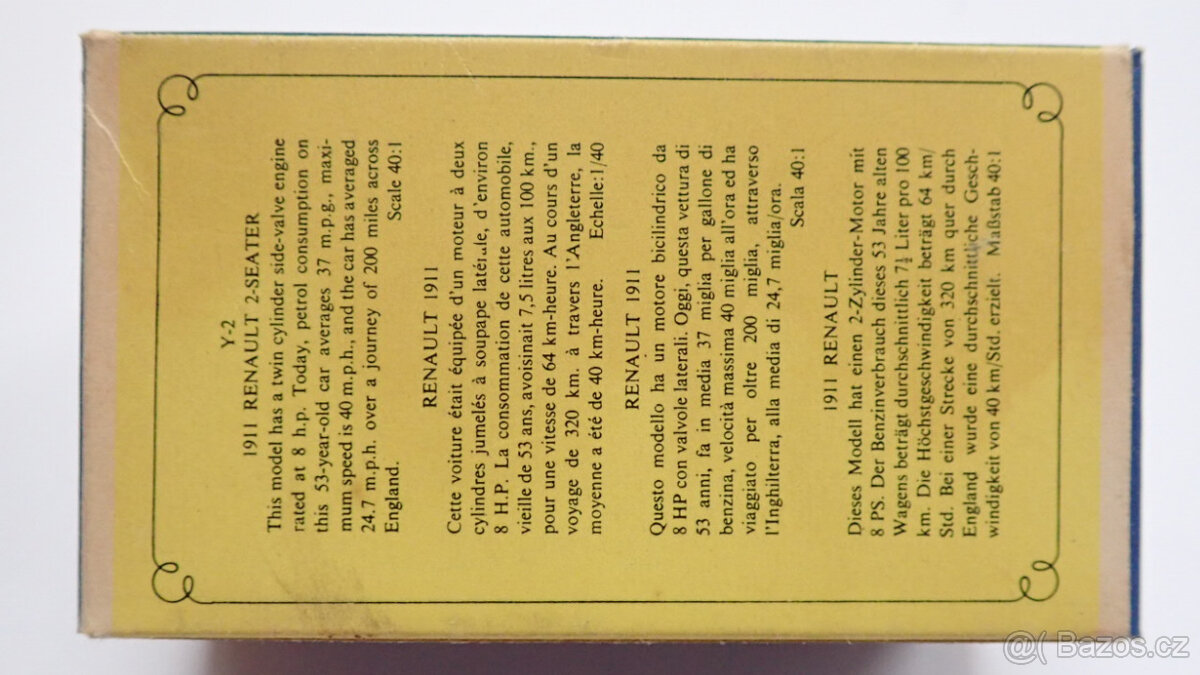 Y-2
1911 RENAULT 2-SEATER
This model has a twin cylinder side-valve engine
rated at 8 h.p. Today, petrol consumption on
this 53-year-old car averages 37 m.p.g., maxi-
mum speed is 40 m.p.h., and the car has averaged
24.7 m.p.h. over a journey of 200 miles across
England. Scale 40:1
RENAULT 1911
Cette voiture était équipée d'un moteur à deux
cylindres jumelés à soupape latérale, d'environ
8 H.P. La consommation de cette automobile,
vieille de 53 ans, avoisinait 7,5 litres aux 100 km.,
pour une vitesse de 64 km-heure. Au cours d'un
voyage de 320 km. à travers l'Angleterre, la
moyenne a été de 40 km-heure. Echelle:1/40
RENAULT 1911
Questo modello ha un motore bicilindrico da
8 HP con valvole laterali. Oggi, questa vettura di
53 anni, fa in media 37 miglia per gallone di
benzina, velocità massima 40 miglia all'ora ed ha
viaggiato per oltre 200 miglia, attraverso
l'Inghilterra, alla media di 24,7 miglia/ora.
Scala 40:1
1911 RENAULT
Dieses Modell hat einen 2-Zylinder-Motor mit
8 PS. Der Benzinverbrauch dieses 53 Jahre alten
Wagens beträgt durchschnittlich 7½ Liter pro 100
km. Die Höchstgeschwindigkeit beträgt 64 km/
Std. Bei einer Strecke von 320 km quer durch
England wurde eine durchschnittliche Gesch-
windigkeit von 40 km/Std. erzielt. Maßstab 40:1
@( Bazos.cz